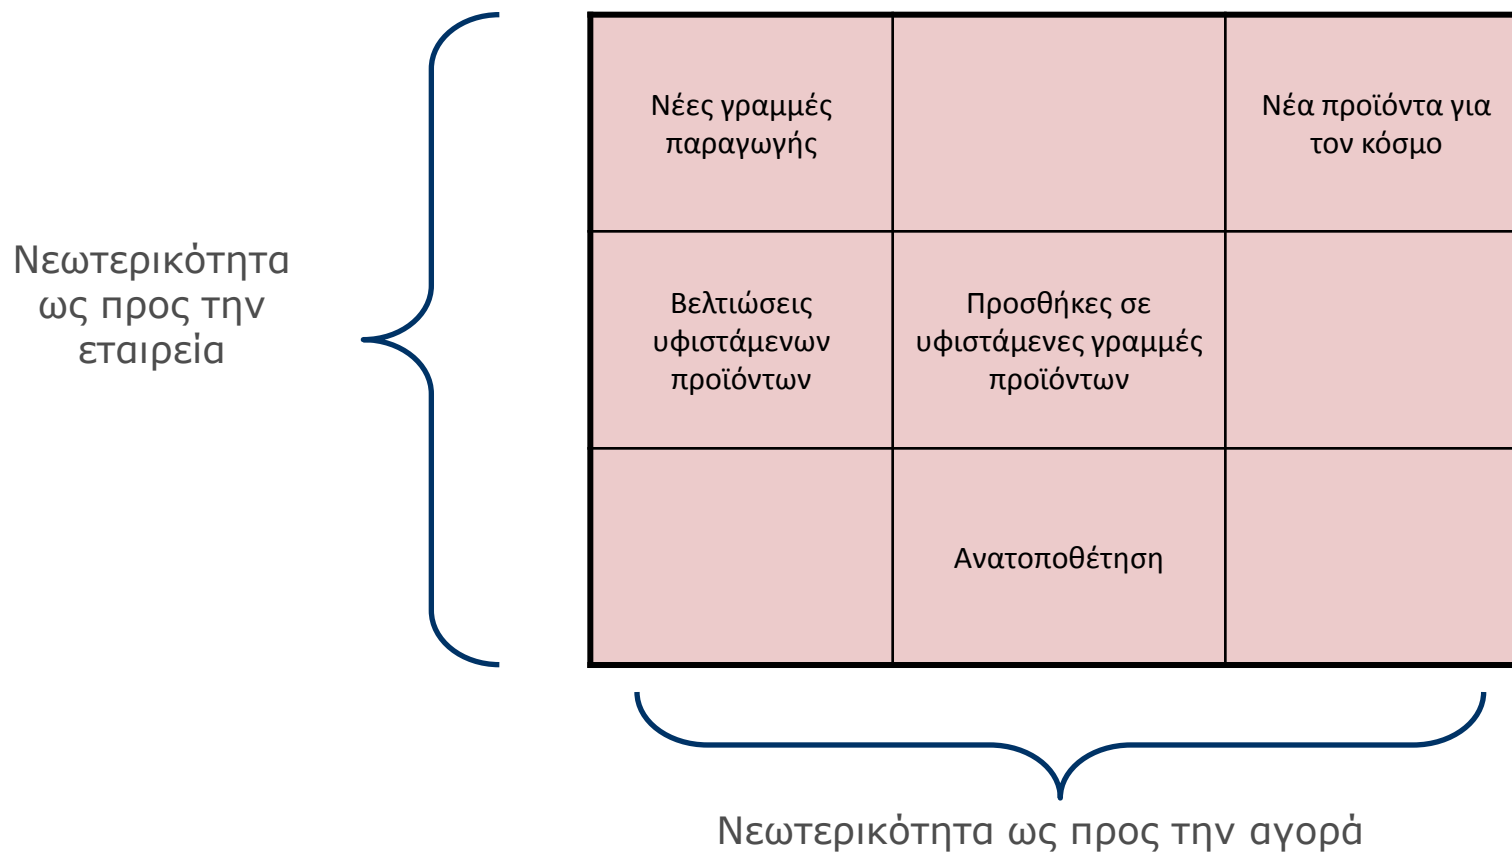 Νέες γραμμές
παραγωγής
Νέα προϊόντα για
τον κόσμο
Νεωτερικότητα
ως προς την
εταιρεία
Βελτιώσεις
υφιστάμενων
προϊόντων
Προσθήκες σε
υφιστάμενες γραμμές
προϊόντων
Ανατοποθέτηση
Νεωτερικότητα ως προς την αγορά